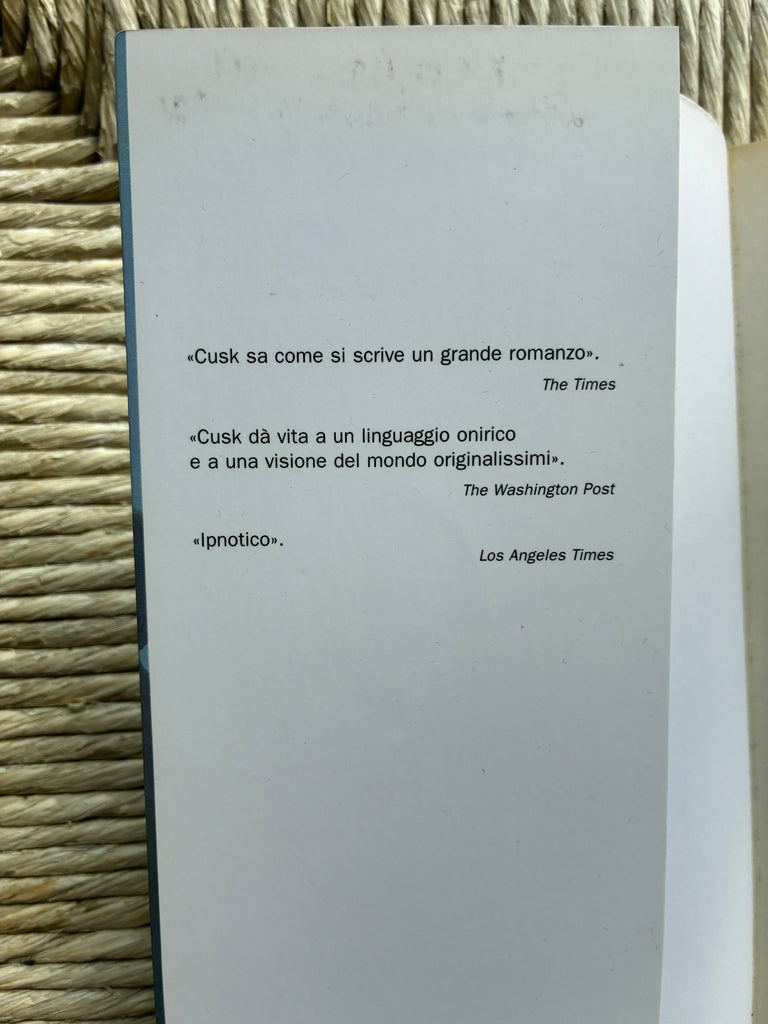 «Cusk sa come si scrive un grande romanzo».
The Times
«Cusk dà vita a un linguaggio onirico
e a una visione del mondo originalissimi».
The Washington Post
«Ipnotico».
Los Angeles Times